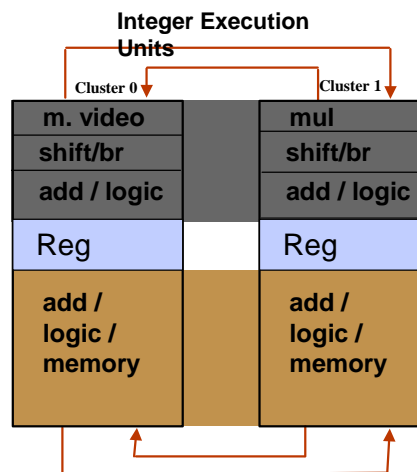 Integer Execution
Units
Cluster 0
Cluster 1
m. video
mul
shift/br
shift/br
add / logic
add / logic
Reg
Reg
add /
logic /
memory
add /
logic /
memory